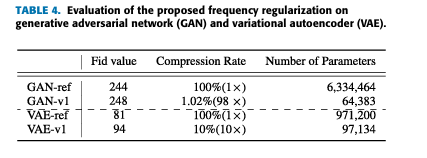 TABLE 4. Evaluation of the proposed frequency regularization on
generative adversarial network (GAN) and variational autoencoder (VAE).
Fid value Compression Rate Number of Parameters
GAN-ref 244 100%(1×) 6,334,464
GAN-v1 248 1.02%(98 ×) 64,383
VAE-ref 81 100%(1×) 971,200
VAE-v1 94 10%(10×) 97,134